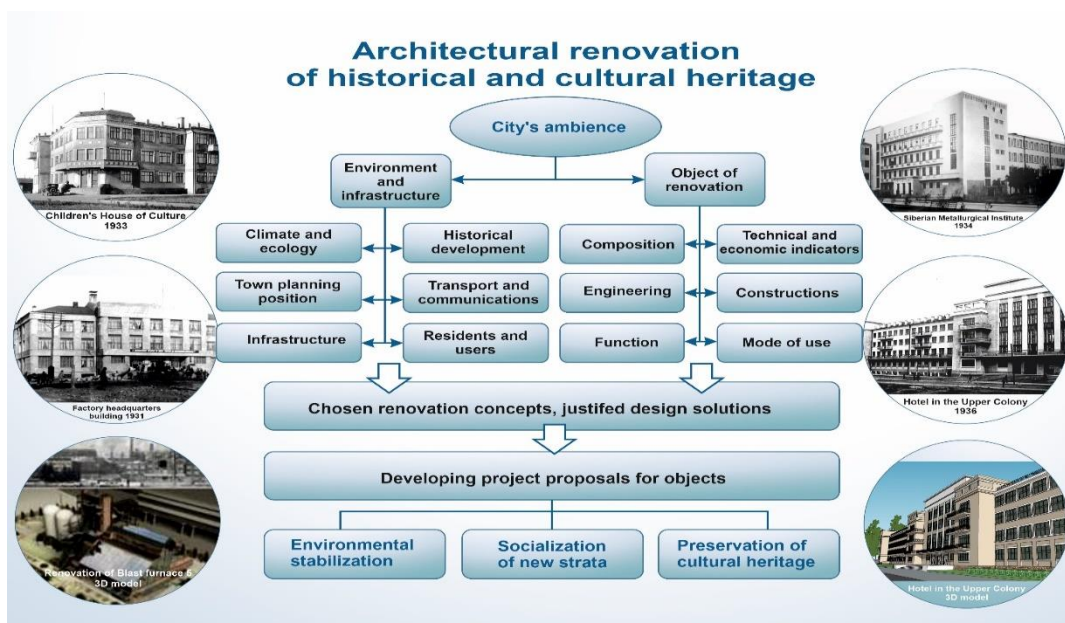 Architectural renovation
of historical and cultural heritage
City's ambience
Environment
and
infrastructure
Object of
renovation
Climate and
ecology
Historical
development
Composition
Technical and
economic indicators
Town planning
position
Transport and
communications
Engineering
Constructions
Infrastructure
Residents and
users
Function
Mode of use
Chosen renovation concepts, justifed design solutions
Developing project proposals for objects
Environmental
stabilization
Socialization
of new strata
Preservation of
cultural heritage
Children's House of Culture
1933
Factory headquarters
building 1931
Renovation of Blast furnace 5
3D model
Siberian Metallurgical Institute
1934
Hotel in the Upper Colony
1936
Hotel in the Upper Colony
3D model